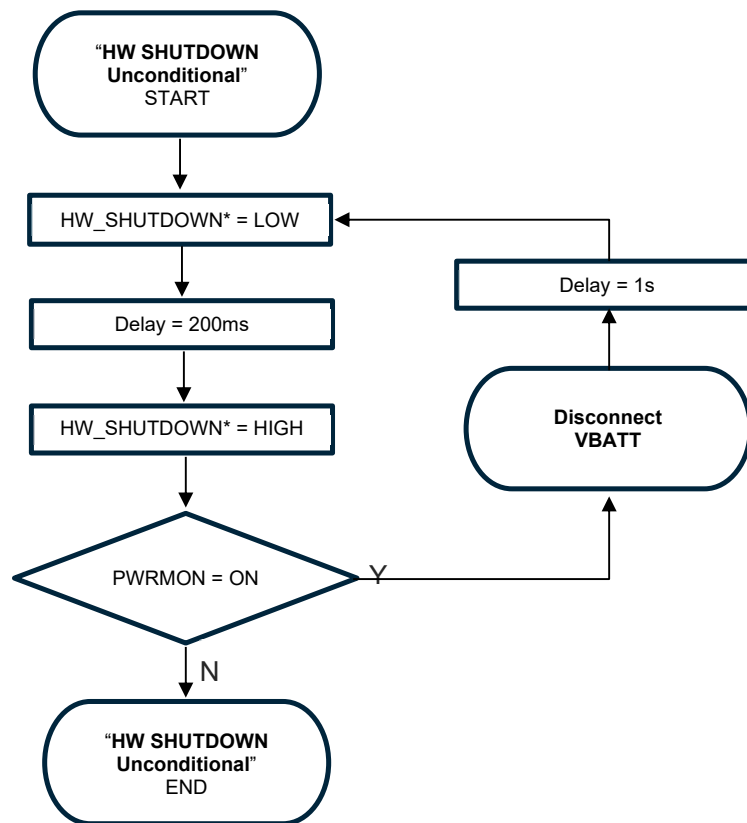 “HW SHUTDOWN
Unconditional”
START
HW_SHUTDOWN* = LOW
Delay = 1s
Delay = 200ms
Disconnect
VBATT
HW_SHUTDOWN* = HIGH
PWRMON = ON
Y
N
“HW SHUTDOWN
Unconditional”
END